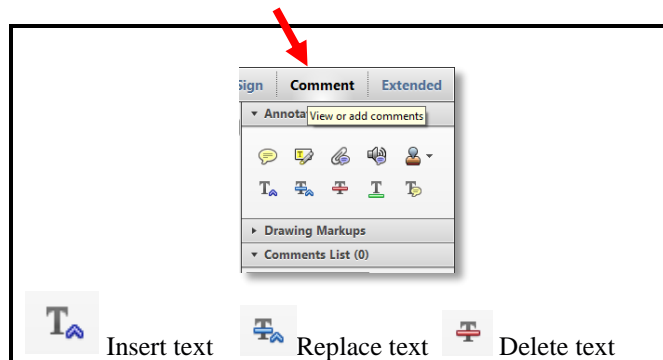 Sign Comment Extended
Annota
View or add comments
Drawing Markups
Comments List (0)
Insert text Replace text Delete text